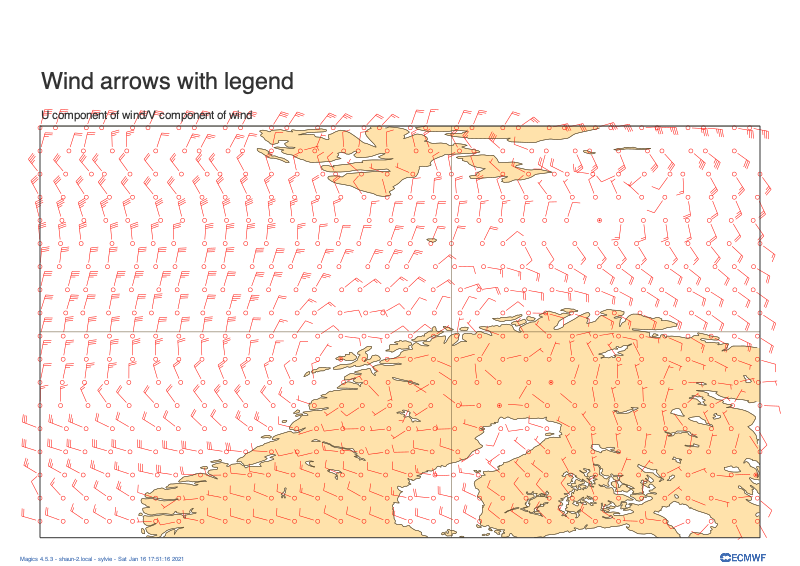 Wind arrows with legend
U component of wind/V component of wind
Magics 4.5.3 - shaun-2.local - sylvie - Sat Jan 16 17:51:16 2021
ECMWF